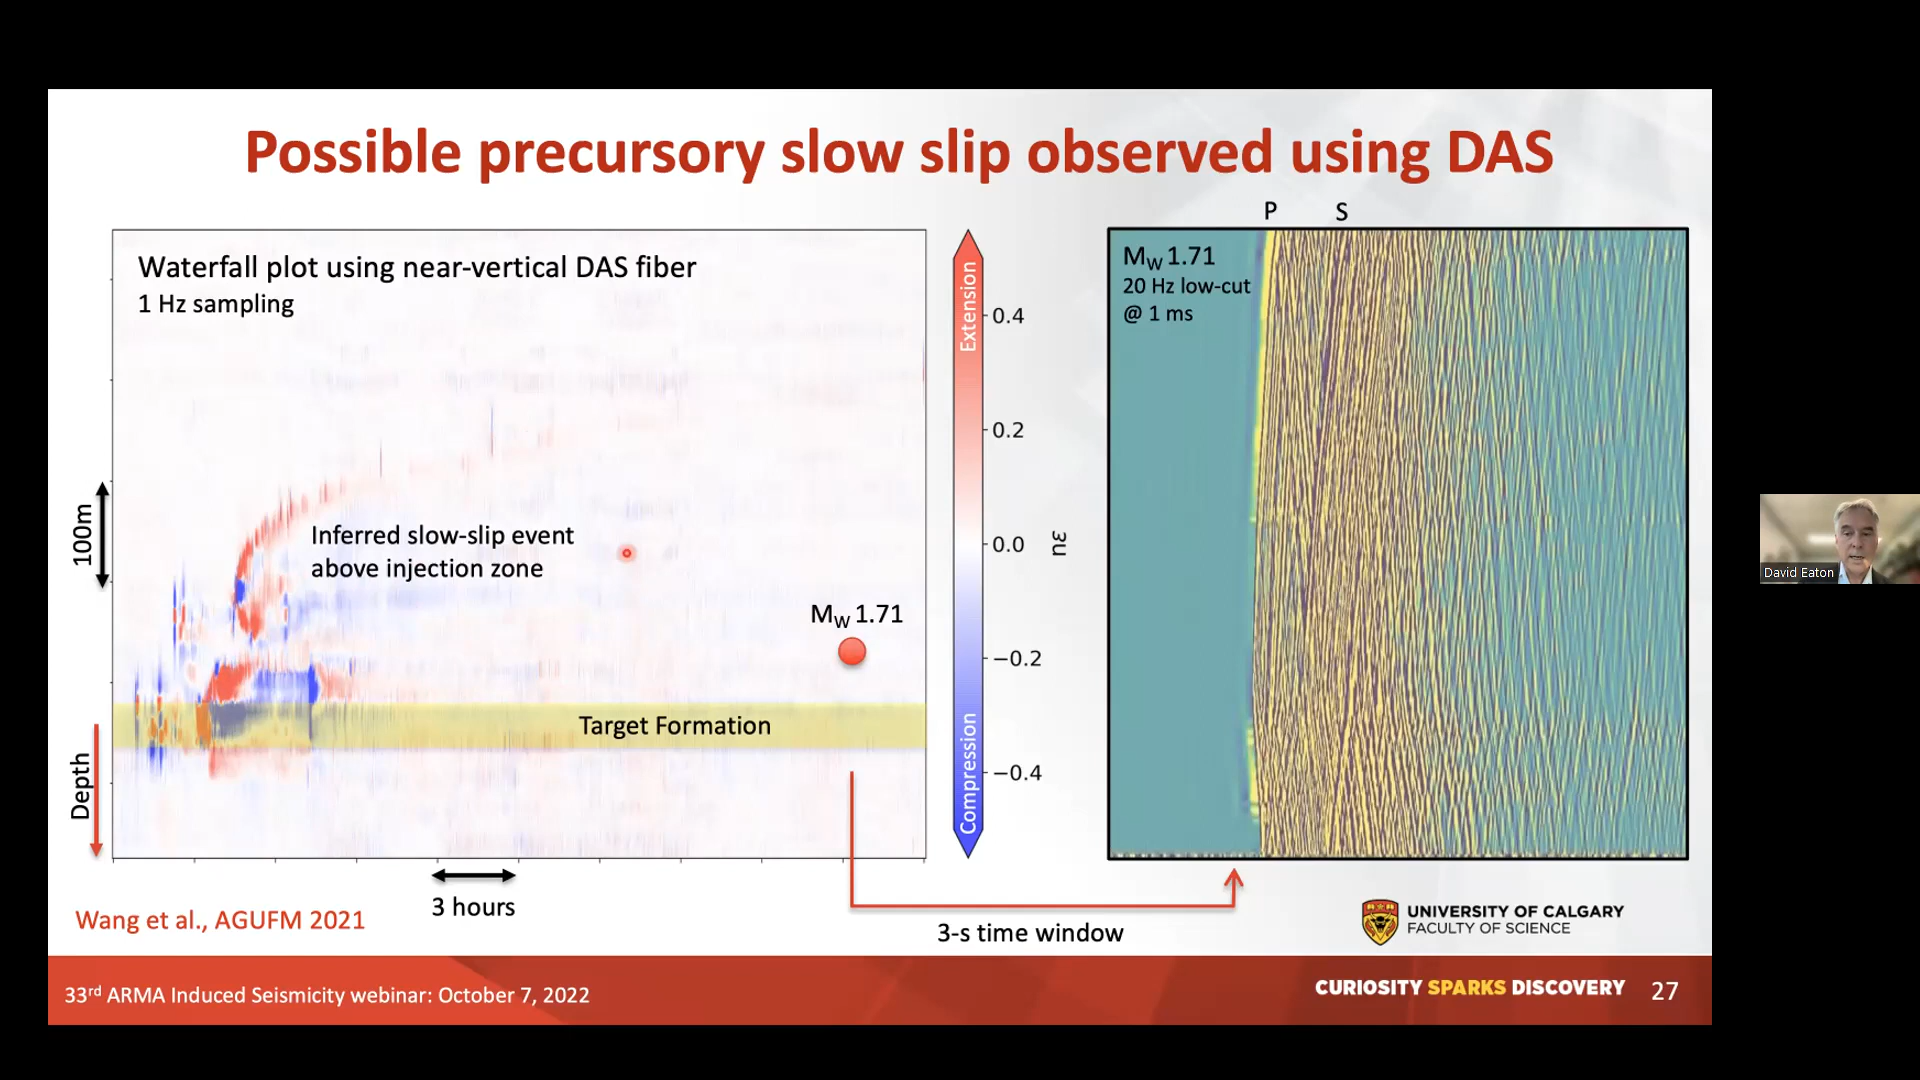 Possible precursory slow slip observed using DAS
Waterfall plot using near-vertical DAS fiber
1 Hz sampling
Inferred slow-slip event
above injection zone
MW 1.71
Target Formation
100m
Depth
3 hours
Extension
Compression
0.4
0.2
0.0
−0.2
−0.4
nε
P S
MW 1.71
20 Hz low-cut
@ 1 ms
3-s time window
Wang et al., AGUFM 2021
UNIVERSITY OF CALGARY
FACULTY OF SCIENCE
33rd ARMA Induced Seismicity webinar: October 7, 2022
CURIOSITY SPARKS DISCOVERY
27
David Eaton